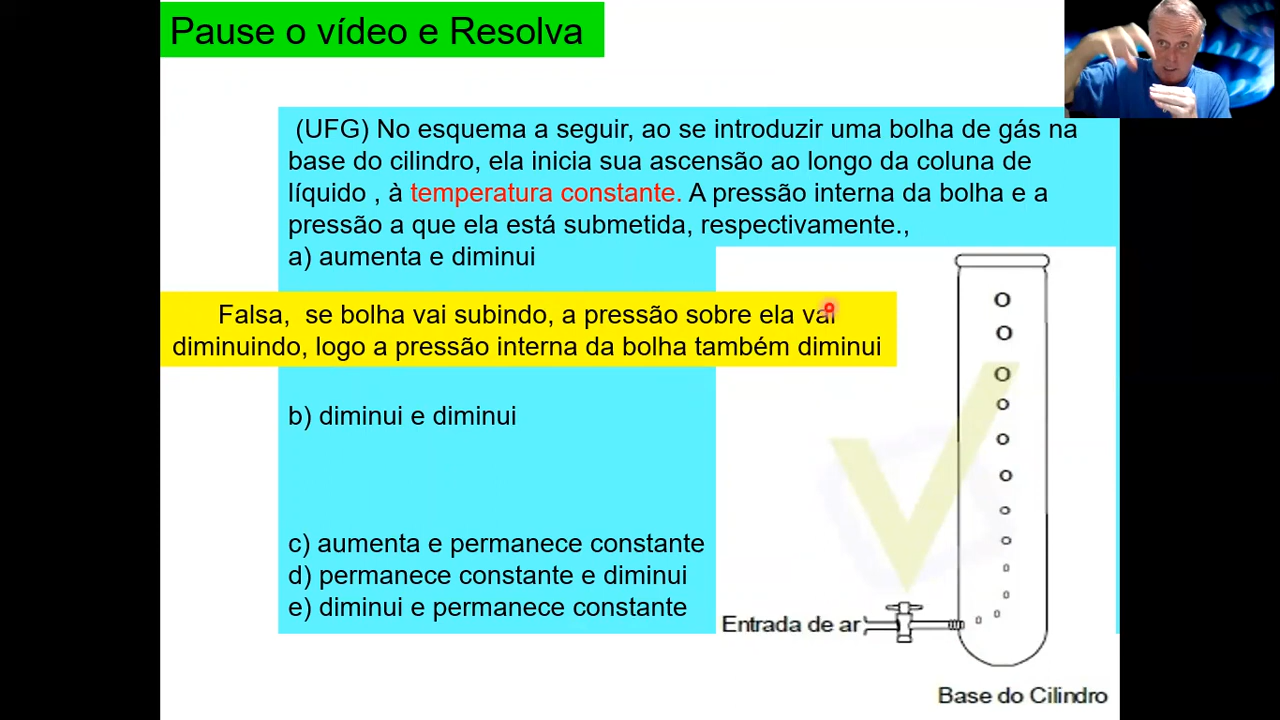 Pause o vídeo e Resolva
(UFG) No esquema a seguir, ao se introduzir uma bolha de gás na
base do cilindro, ela inicia sua ascensão ao longo da coluna de
líquido , à temperatura constante. A pressão interna da bolha e a
pressão a que ela está submetida, respectivamente.,
a) aumenta e diminui
Falsa, se bolha vai subindo, a pressão sobre ela vai
diminuindo, logo a pressão interna da bolha também diminui
b) diminui e diminui
c) aumenta e permanece constante
d) permanece constante e diminui
e) diminui e permanece constante
Entrada de ar
Base do Cilindro